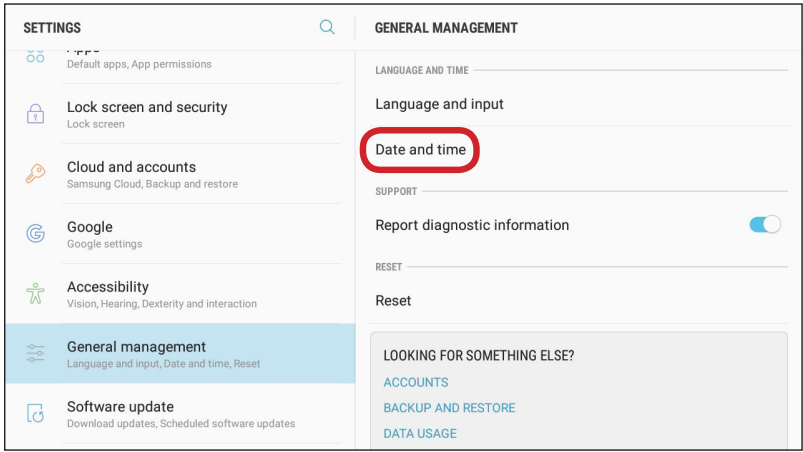 SETTINGS
Default apps, App permissions
Lock screen and security
Lock screen
Cloud and accounts
Samsung Cloud, Backup and restore
Google
Google settings
Accessibility
Vision, Hearing, Dexterity and interaction
General management
Language and input, Date and time, Reset
Software update
Download updates, Scheduled software updates
GENERAL MANAGEMENT
LANGUAGE AND TIME
Language and input
Date and time
SUPPORT
Report diagnostic information
RESET
Reset
LOOKING FOR SOMETHING ELSE?
ACCOUNTS
BACKUP AND RESTORE
DATA USAGE